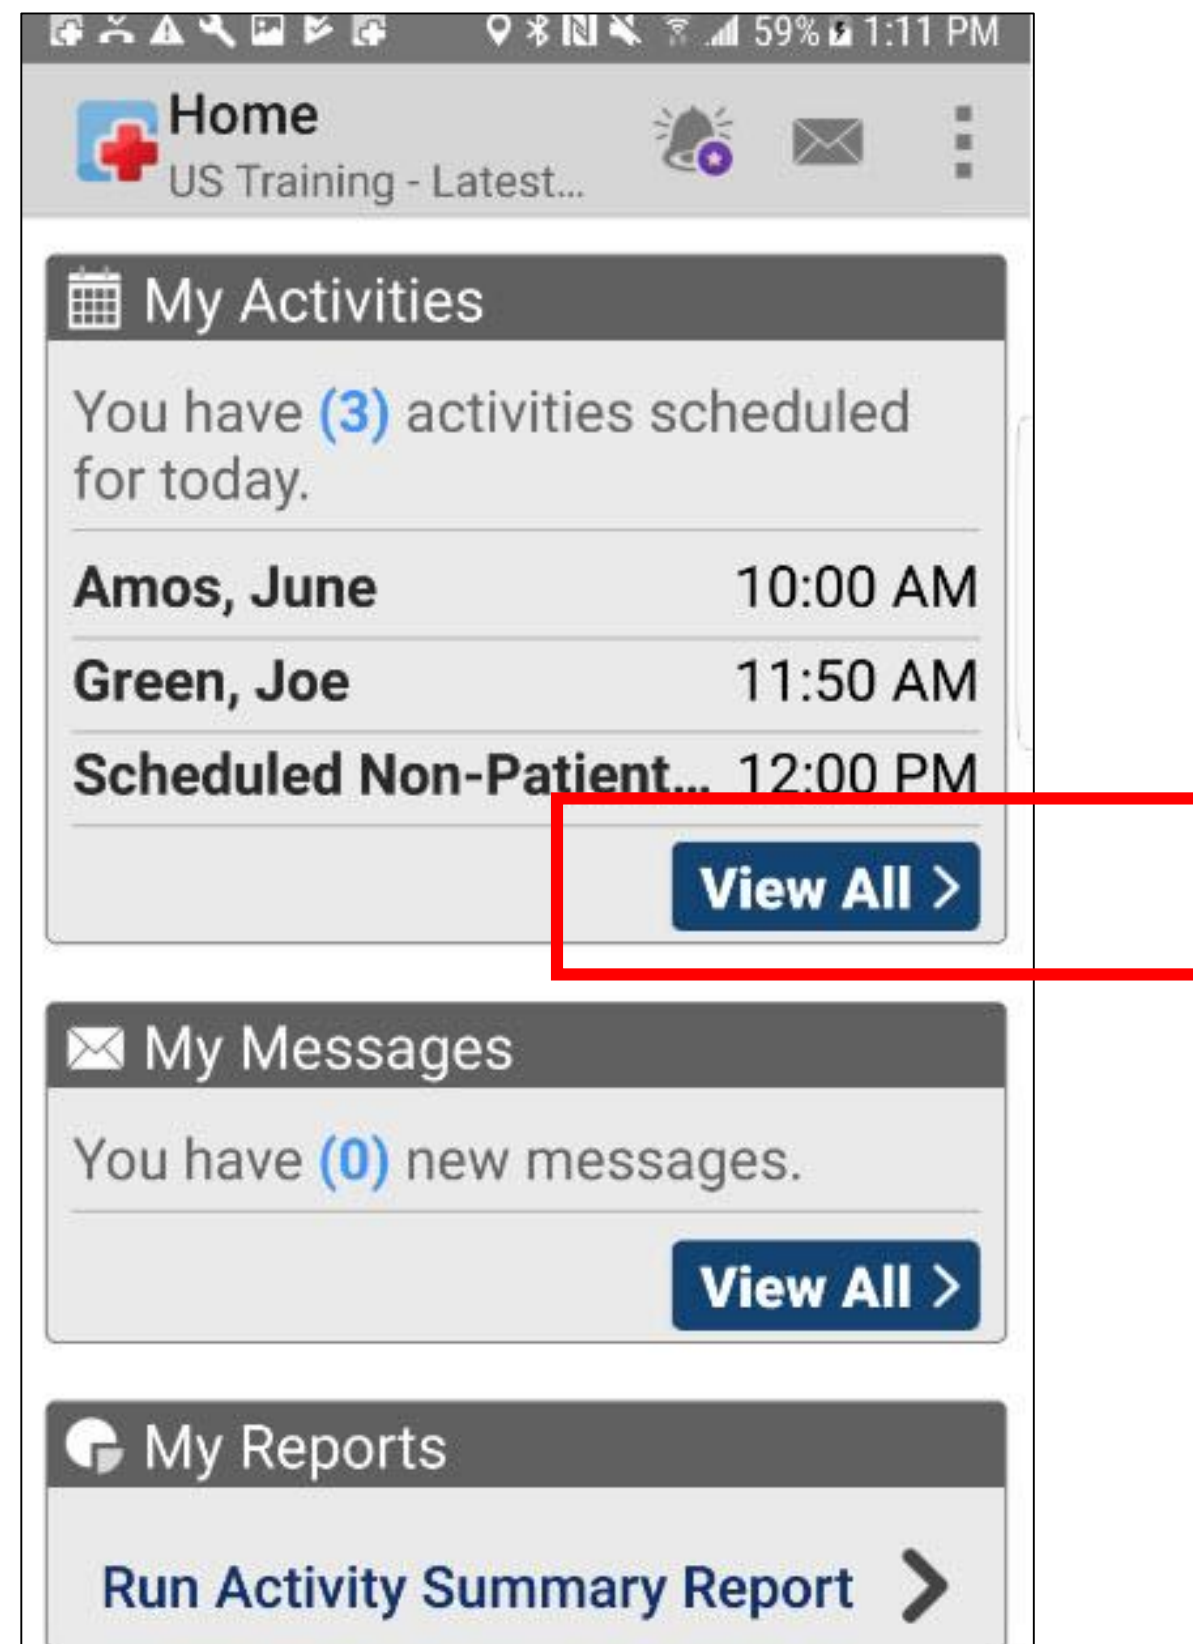 59% 1:11 PM
Home
US Training - Latest...
My Activities
You have (3) activities scheduled
for today.
Amos, June 10:00 AM
Green, Joe 11:50 AM
Scheduled Non-Patient... 12:00 PM
View All >
My Messages
You have (0) new messages.
View All >
My Reports
Run Activity Summary Report